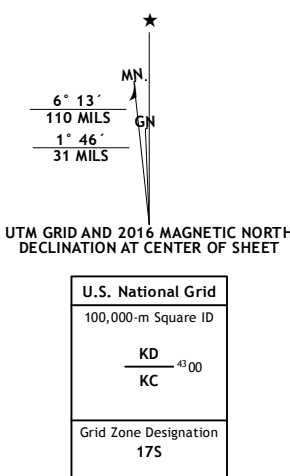 ★
MN
6° 13´
110 MILS
GN
1° 46´
31 MILS
UTM GRID AND 2016 MAGNETIC NORTH
DECLINATION AT CENTER OF SHEET
U.S. National Grid
100,000-m Square ID
KD
4300
KC
Grid Zone Designation
17S